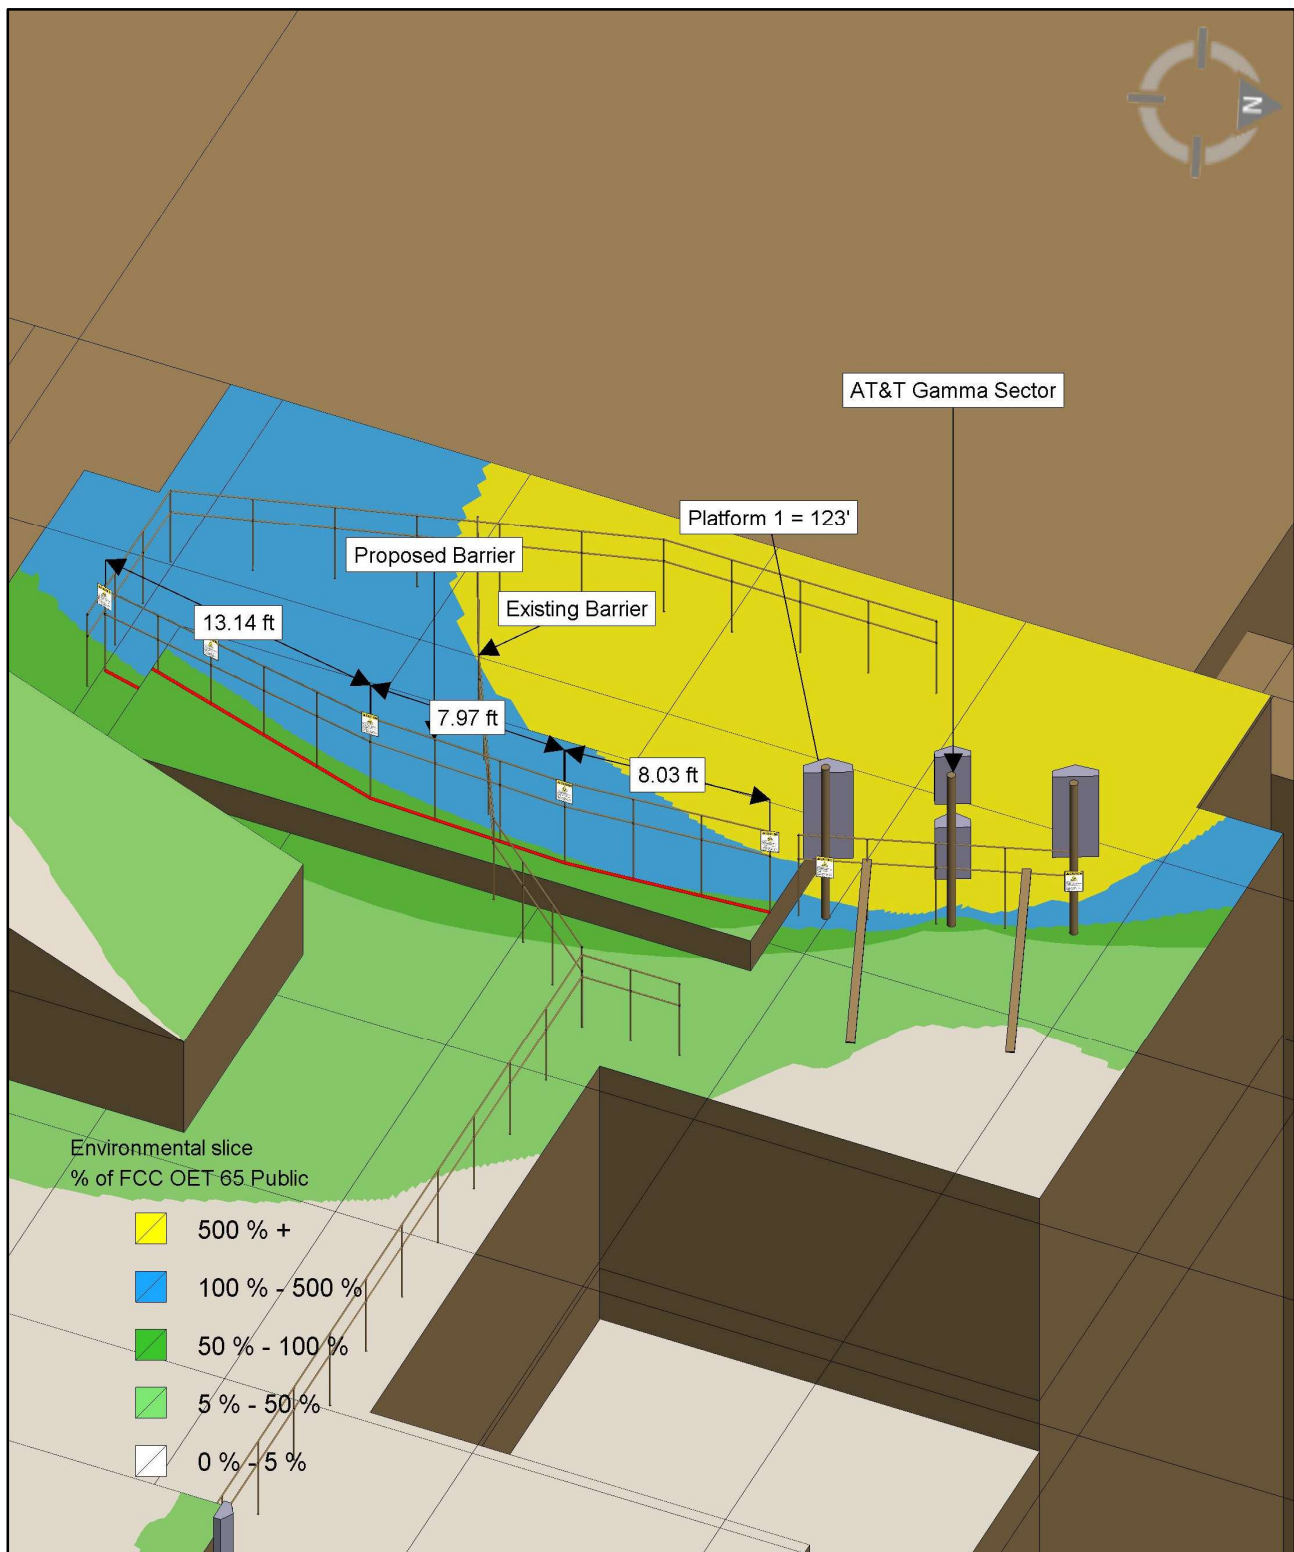 N
AT&T Gamma Sector
Platform 1 = 123'
Proposed Barrier
Existing Barrier
13.14 ft
7.97 ft
8.03 ft
Environmental slice
% of FCC OET 65 Public
500 % +
100 % - 500 %
50 % - 100 %
5 % - 50 %
0 % - 5 %